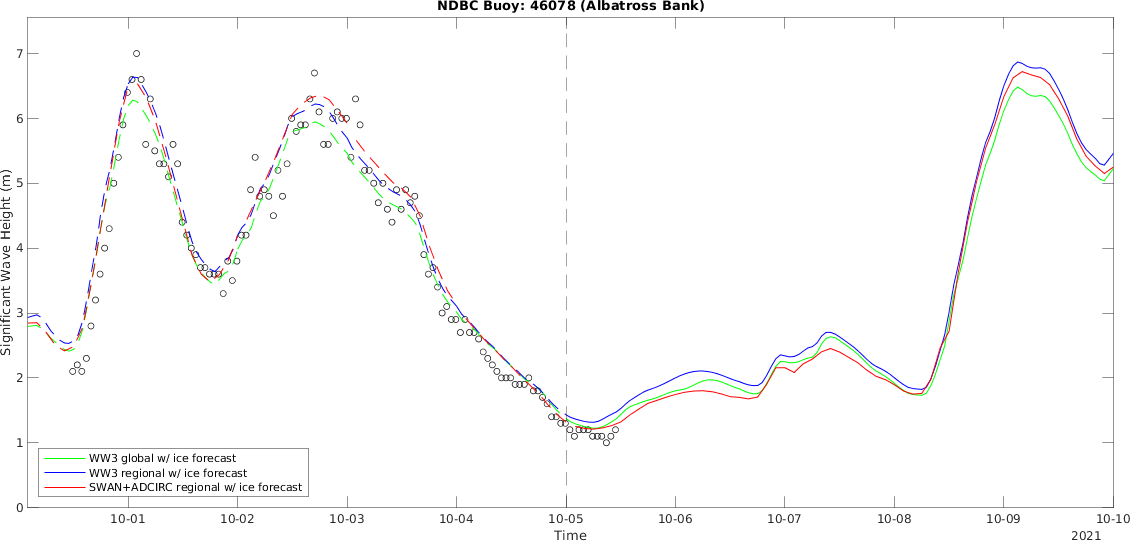 NDBC Buoy: 46078 (Albatross Bank)
Significant Wave Height (m)
7
6
5
4
3
2
1
0
WW3 global w/ ice forecast
WW3 regional w/ ice forecast
SWAN+ADCIRC regional w/ ice forecast
10-01 10-02 10-03 10-04 10-05 10-06 10-07 10-08 10-09 10-10
Time
2021